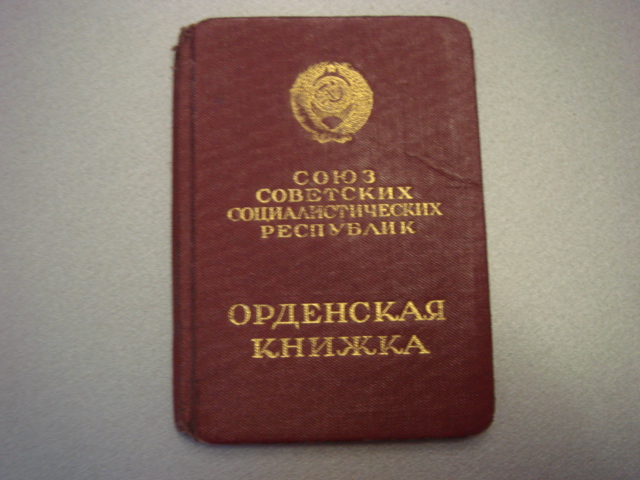 СОЮЗ
СОВЕТСКИХ
СОЦИАЛИСТИЧЕСКИХ
РЕСПУБЛИК
ОРДЕНСКАЯ
КНИЖКА